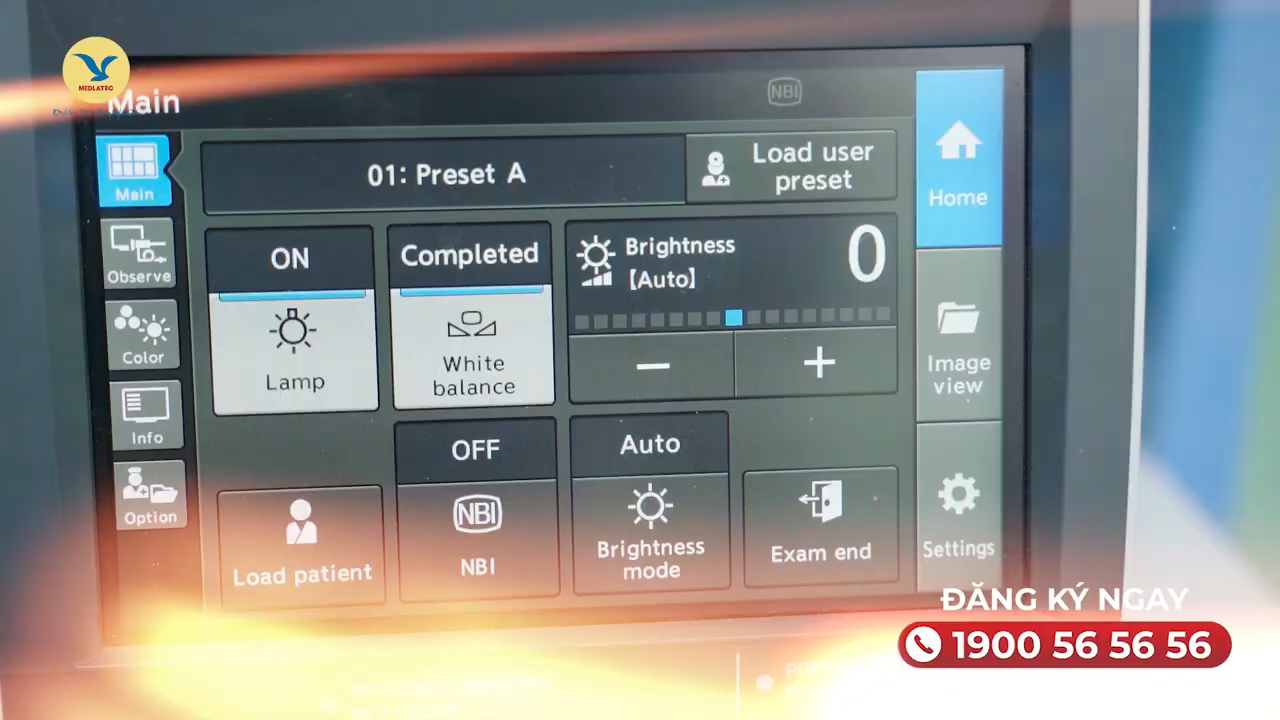 MEDLATEC
Main
NBI
Main
Observe
Color
Info
Option
01: Preset A
Load user
preset
ON
Lamp
Completed
White
balance
Brightness
【Auto】
0
−
+
Load patient
OFF
NBI
NBI
Auto
Brightness
mode
Exam end
Home
Image
view
Settings
ĐĂNG KÝ NGAY
1900 56 56 56